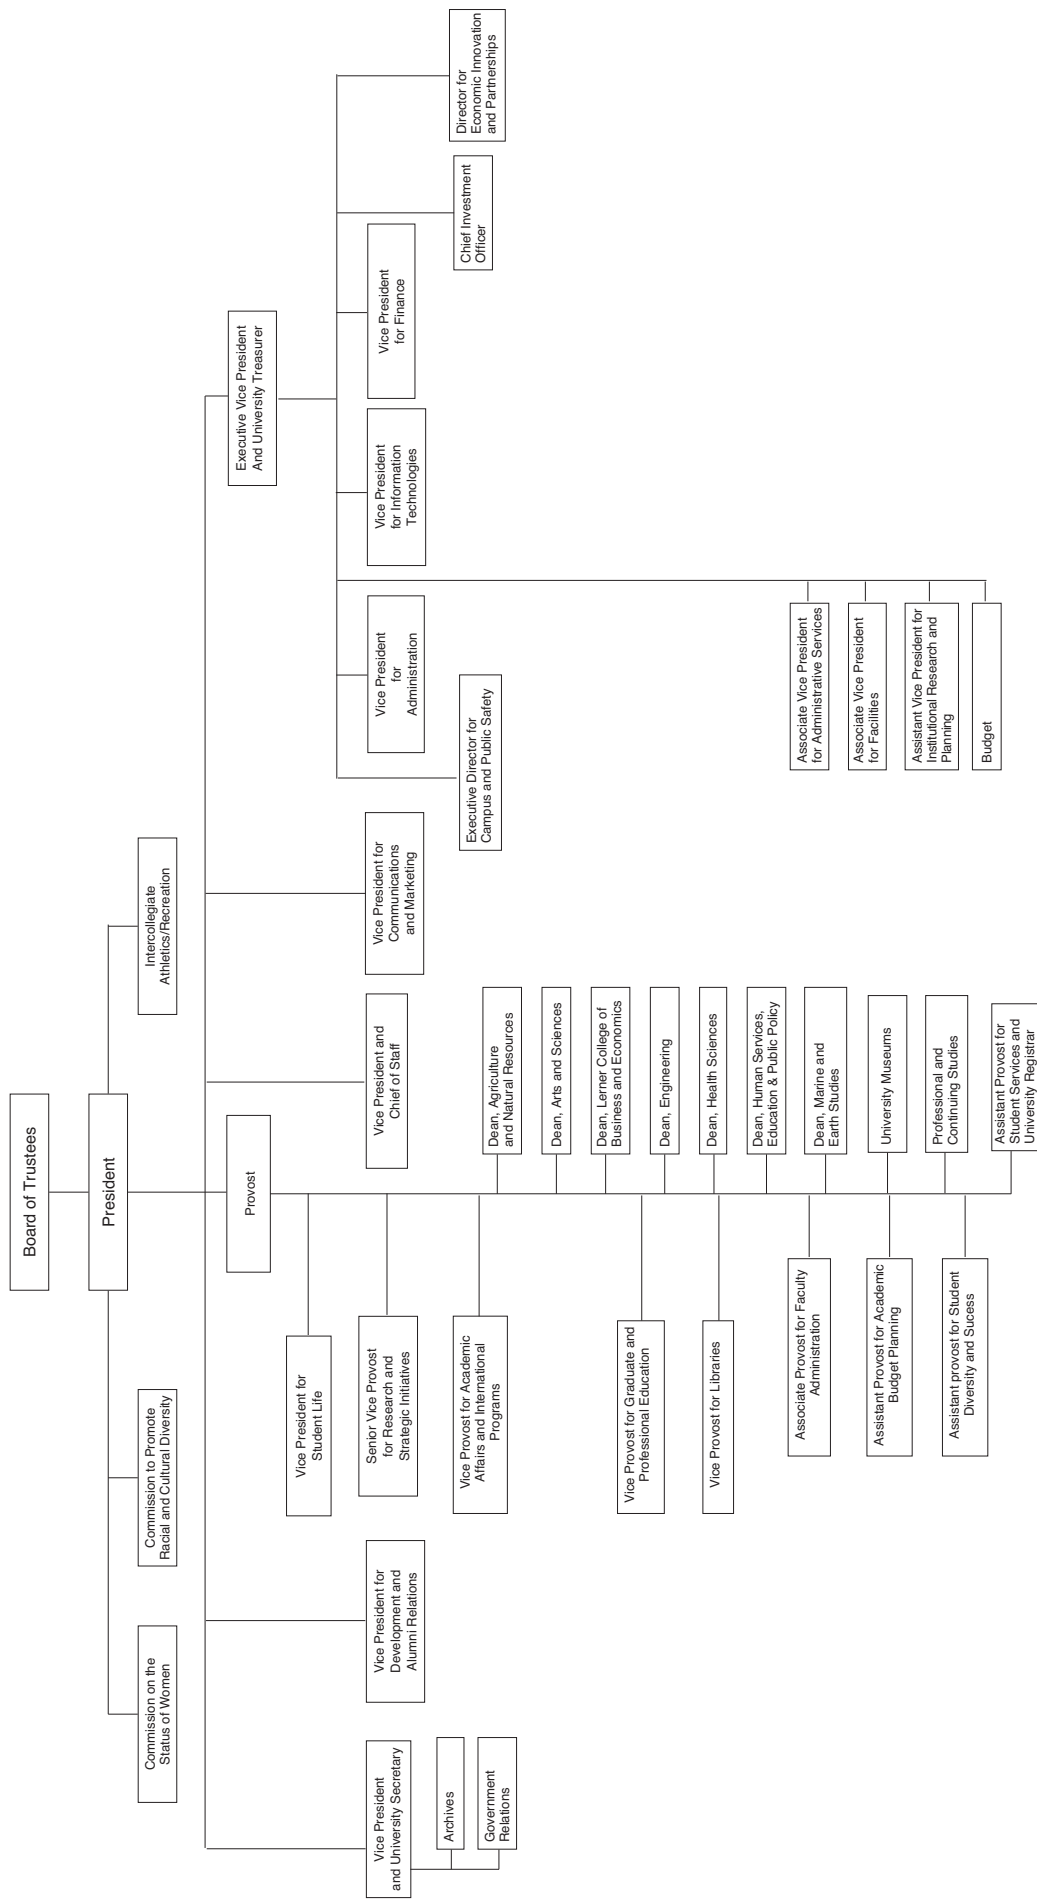 Board of Trustees
President
Commission on the
Status of Women
Commission to Promote
Racial and Cultural Diversity
Intercollegiate
Athletics/Recreation
Provost
Executive Vice President
And University Treasurer
Vice President
and University Secretary
Archives
Government
Relations
Vice President for
Development and
Alumni Relations
Vice President and
Chief of Staff
Vice President for
Communications
and Marketing
Vice President for
Student Life
Senior Vice Provost
for Research and
Strategic Initiatives
Vice Provost for Academic
Affairs and International
Programs
Vice Provost for Graduate and
Professional Education
Vice Provost for Libraries
Associate Provost for Faculty
Administration
Assistant Provost for Academic
Budget Planning
Assistant provost for Student
Diversity and Sucess
Dean, Agriculture
and Natural Resources
Dean, Arts and Sciences
Dean, Lerner College of
Business and Economics
Dean, Engineering
Dean, Health Sciences
Dean, Human Services,
Education & Public Policy
Dean, Marine and
Earth Studies
University Museums
Professional and
Continuing Studies
Assistant Provost for
Student Services and
University Registrar
Executive Director for
Campus and Public Safety
Vice President
for
Administration
Vice President
for Information
Technologies
Vice President
for Finance
Chief Investment
Officer
Director for
Economic Innovation
and Partnerships
Associate Vice President
for Administrative Services
Associate Vice President
for Facilities
Assistant Vice President for
Institutional Research and
Planning
Budget